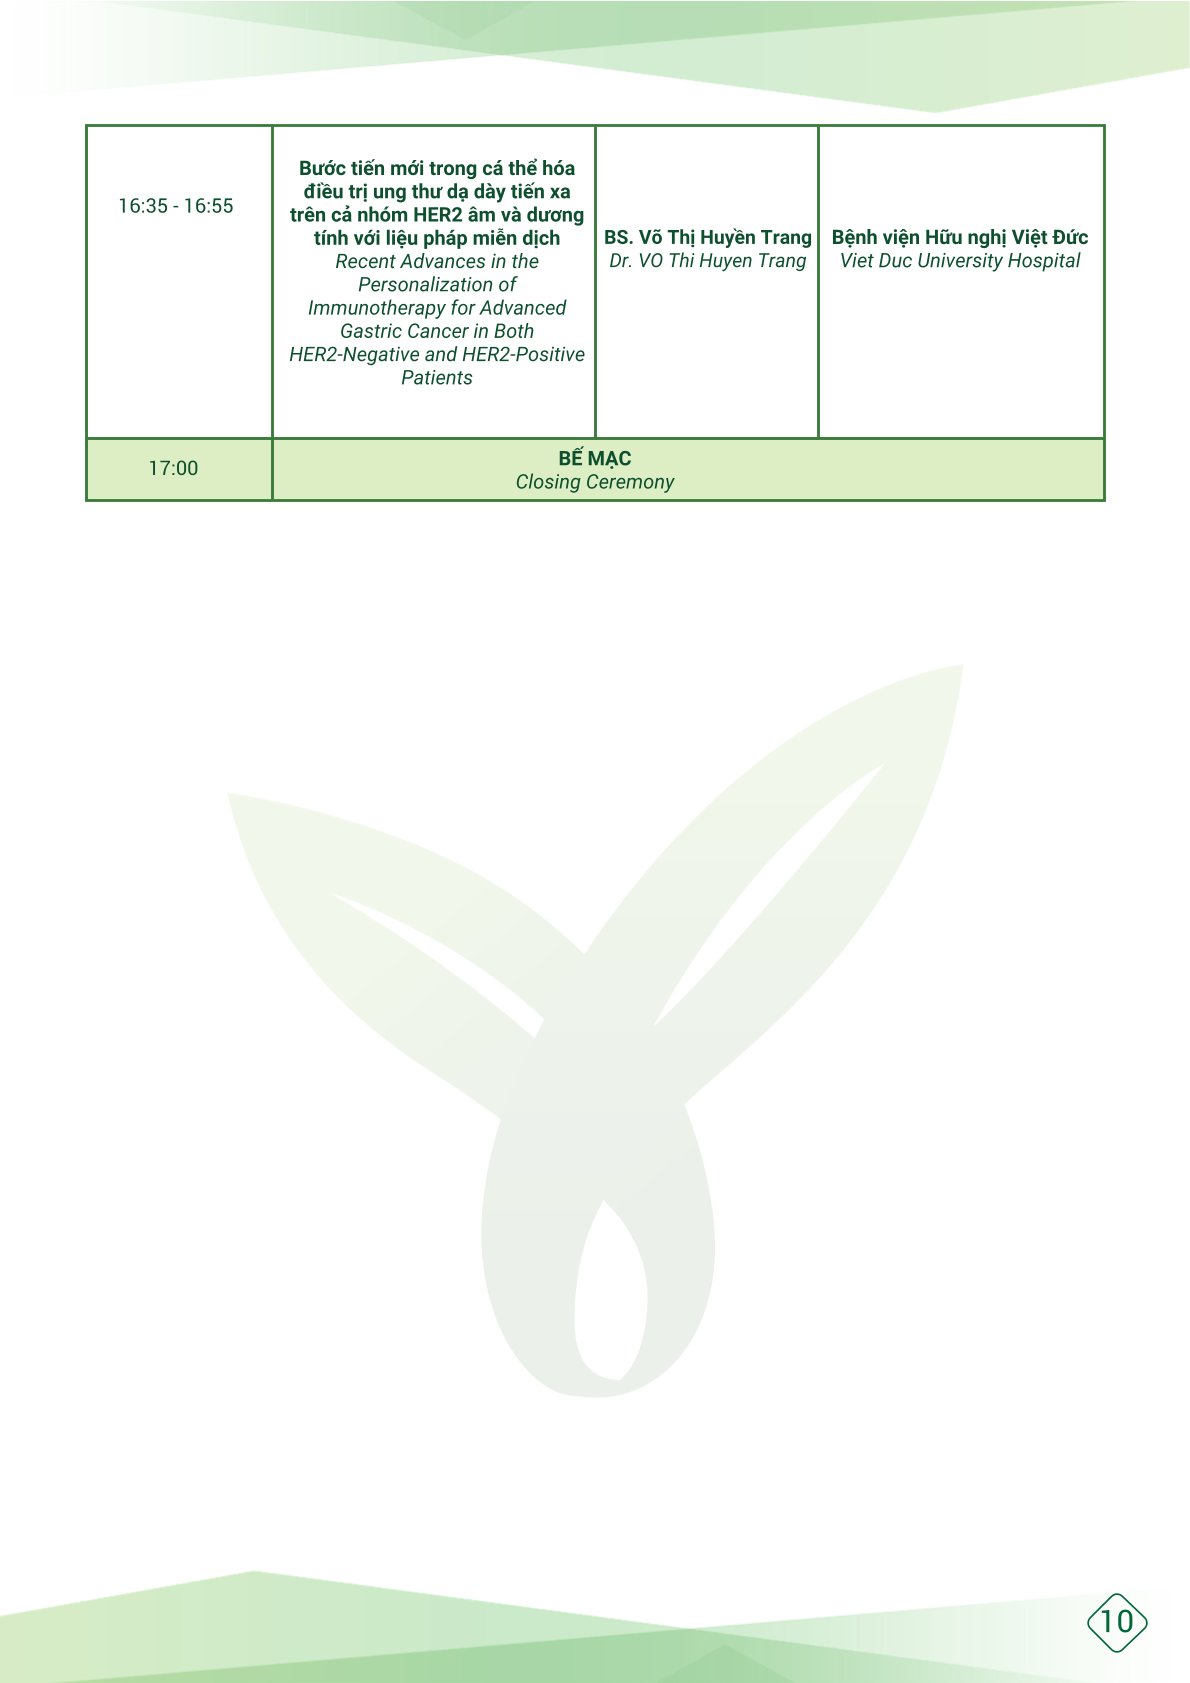 16:35 - 16:55
Bước tiến mới trong cá thể hóa
điều trị ung thư dạ dày tiến xa
trên cả nhóm HER2 âm và dương
tính với liệu pháp miễn dịch
Recent Advances in the
Personalization of
Immunotherapy for Advanced
Gastric Cancer in Both
HER2-Negative and HER2-Positive
Patients
BS. Võ Thị Huyền Trang
Dr. VO Thi Huyen Trang
Bệnh viện Hữu nghị Việt Đức
Viet Duc University Hospital
17:00
BẾ MẠC
Closing Ceremony
10